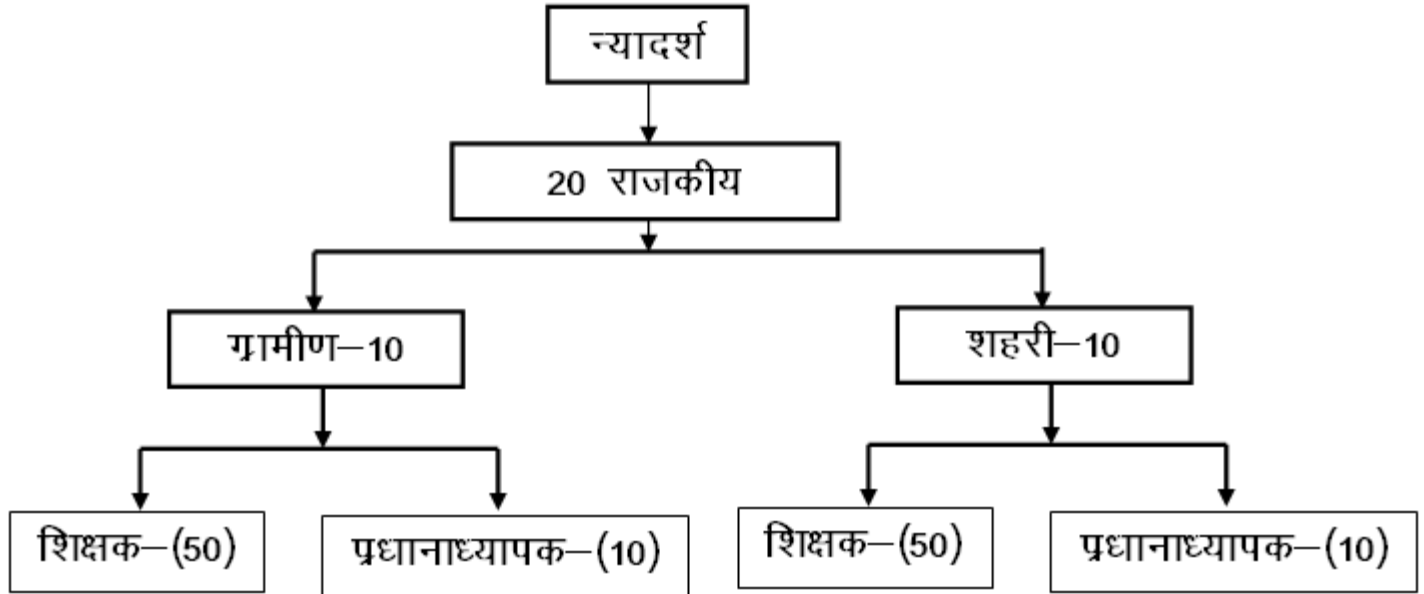 न्यादर्श
20 राजकीय
ग्रामीण–10
शहरी–10
शिक्षक–(50)
प्रधानाध्यापक–(10)
शिक्षक–(50)
प्रधानाध्यापक–(10)